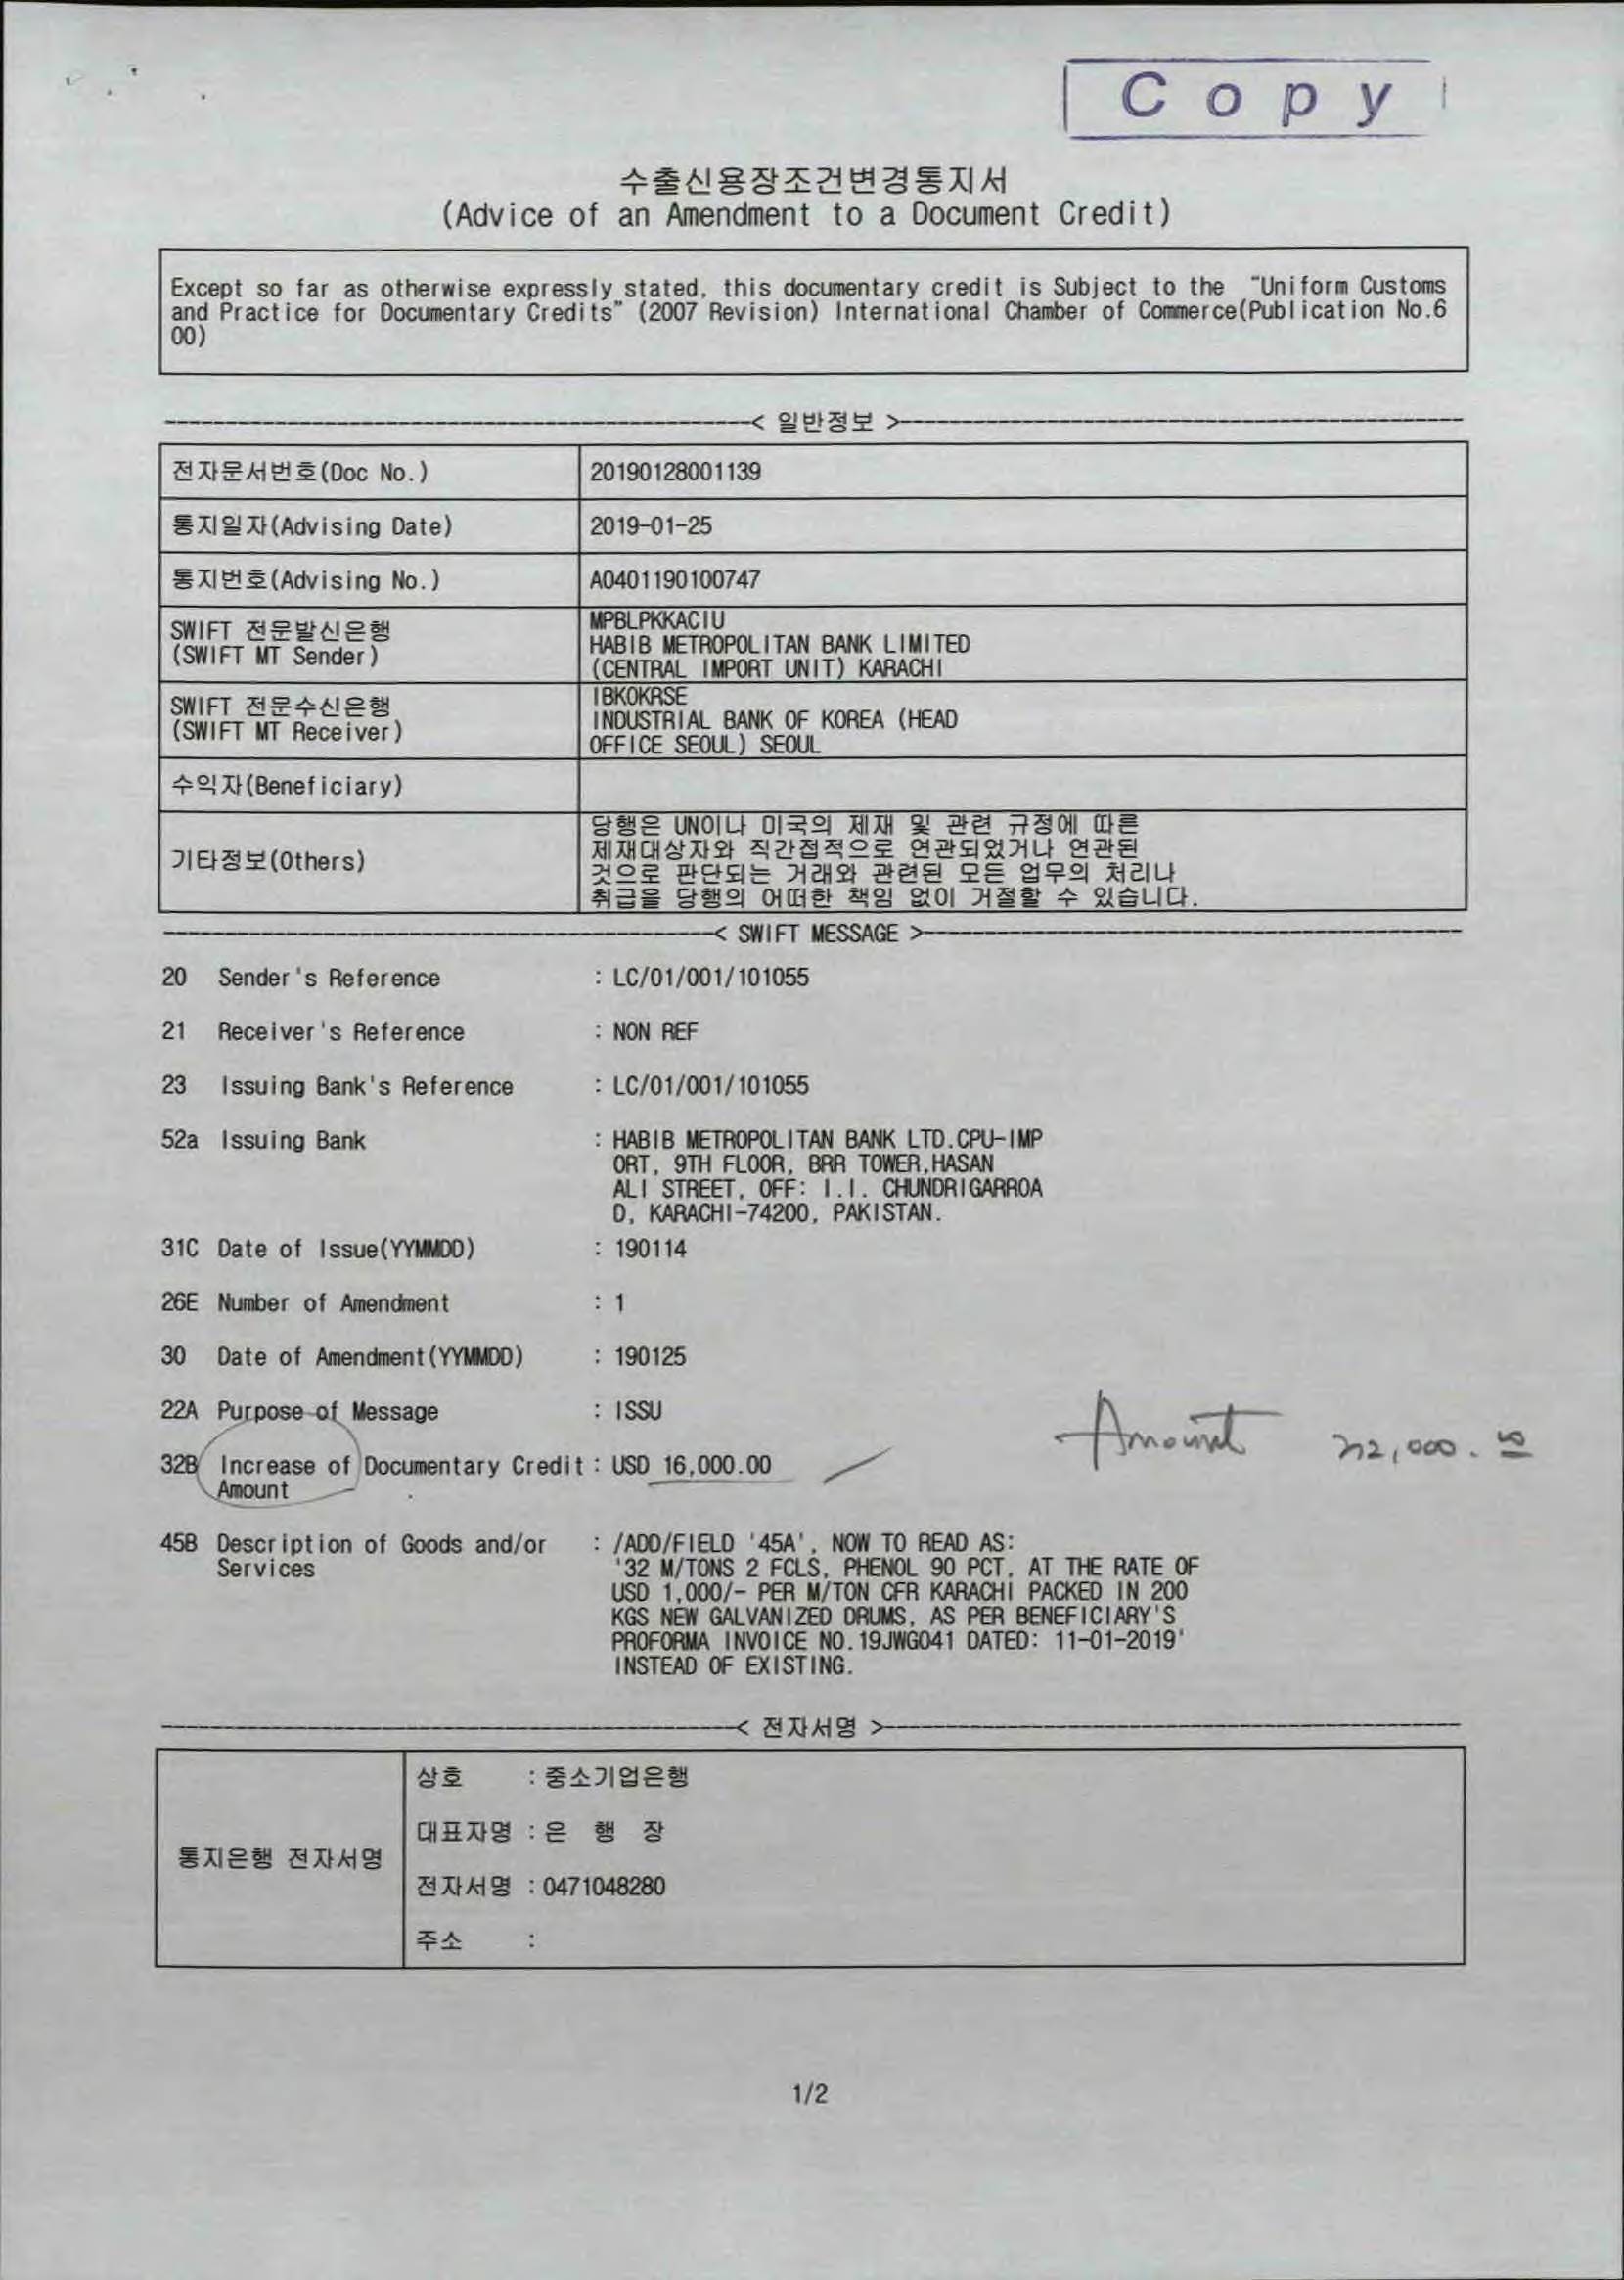 Copy
수출신용장조건변경통지서
(Advice of an Amendment to a Document Credit)
Except so far as otherwise expressly stated, this documentary credit is Subject to the "Uniform Customs
and Practice for Documentary Credits" (2007 Revision) International Chamber of Commerce(Publication No.6
00)
< 일반정보 >
전자문서번호(Doc No.) 20190128001139
통지일자(Advising Date) 2019-01-25
통지번호(Advising No.) A0401190100747
SWIFT 전문발신은행
(SWIFT MT Sender)
MPBLPKKACIU
HABIB METROPOLITAN BANK LIMITED
(CENTRAL IMPORT UNIT) KARACHI
SWIFT 전문수신은행
(SWIFT MT Receiver)
IBKOKRSE
INDUSTRIAL BANK OF KOREA (HEAD
OFFICE SEOUL) SEOUL
수익자(Beneficiary)
기타정보(Others)
당행은 UN이나 미국의 제재 및 관련 규정에 따른
제재대상자와 직간접적으로 연관되었거나 연관된
것으로 판단되는 거래와 관련된 모든 업무의 처리나
취급을 당행의 어떠한 책임 없이 거절할 수 있습니다.
< SWIFT MESSAGE >
20 Sender's Reference : LC/01/001/101055
21 Receiver's Reference : NON REF
23 Issuing Bank's Reference : LC/01/001/101055
52a Issuing Bank : HABIB METROPOLITAN BANK LTD.CPU-IMP
ORT, 9TH FLOOR, BRR TOWER,HASAN
ALI STREET, OFF: I.I. CHUNDRIGARROA
D, KARACHI-74200, PAKISTAN.
31C Date of Issue(YYMMDD) : 190114
26E Number of Amendment : 1
30 Date of Amendment(YYMMDD) : 190125
22A Purpose of Message : ISSU
Amount
32B Increase of Documentary Credit : USD 16,000.00
Amount
45B Description of Goods and/or : /ADD/FIELD '45A', NOW TO READ AS:
Services '32 M/TONS 2 FCLS, PHENOL 90 PCT, AT THE RATE OF
USD 1,000/- PER M/TON CFR KARACHI PACKED IN 200
KGS NEW GALVANIZED DRUMS, AS PER BENEFICIARY'S
PROFORMA INVOICE NO.19JWG041 DATED: 11-01-2019'
INSTEAD OF EXISTING.
< 전자서명 >
통지은행 전자서명
상호 : 중소기업은행
대표자명 : 은 행 장
전자서명 : 0471048280
주소 :
1/2